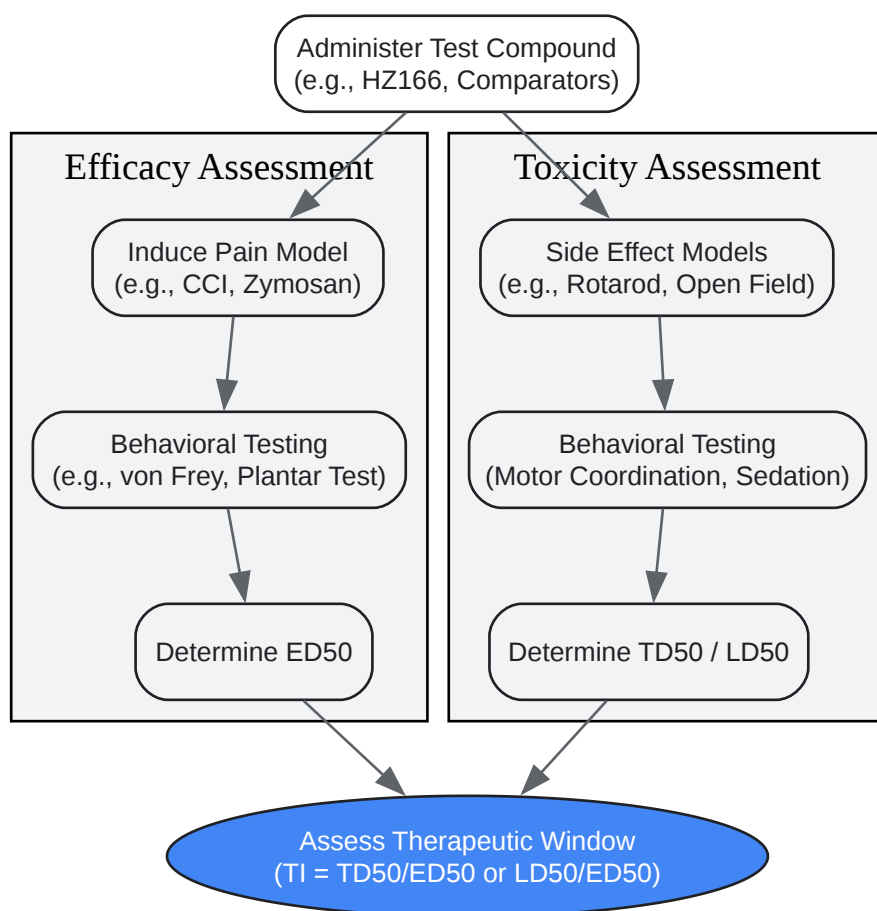 Administer Test Compound
(e.g., HZ166, Comparators)
Efficacy Assessment
Induce Pain Model
(e.g., CCI, Zymosan)
Behavioral Testing
(e.g., von Frey, Plantar Test)
Determine ED50
Toxicity Assessment
Side Effect Models
(e.g., Rotarod, Open Field)
Behavioral Testing
(Motor Coordination, Sedation)
Determine TD50 / LD50
Assess Therapeutic Window
(TI = TD50/ED50 or LD50/ED50)